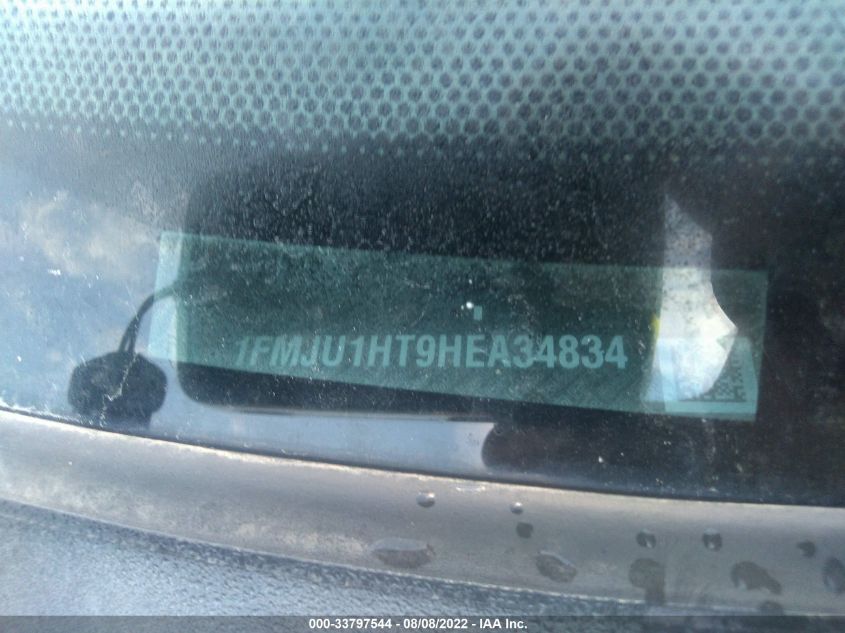 1FMJU1HT9HEA34834
000-33797544 - 08/08/2022 - IAA Inc.